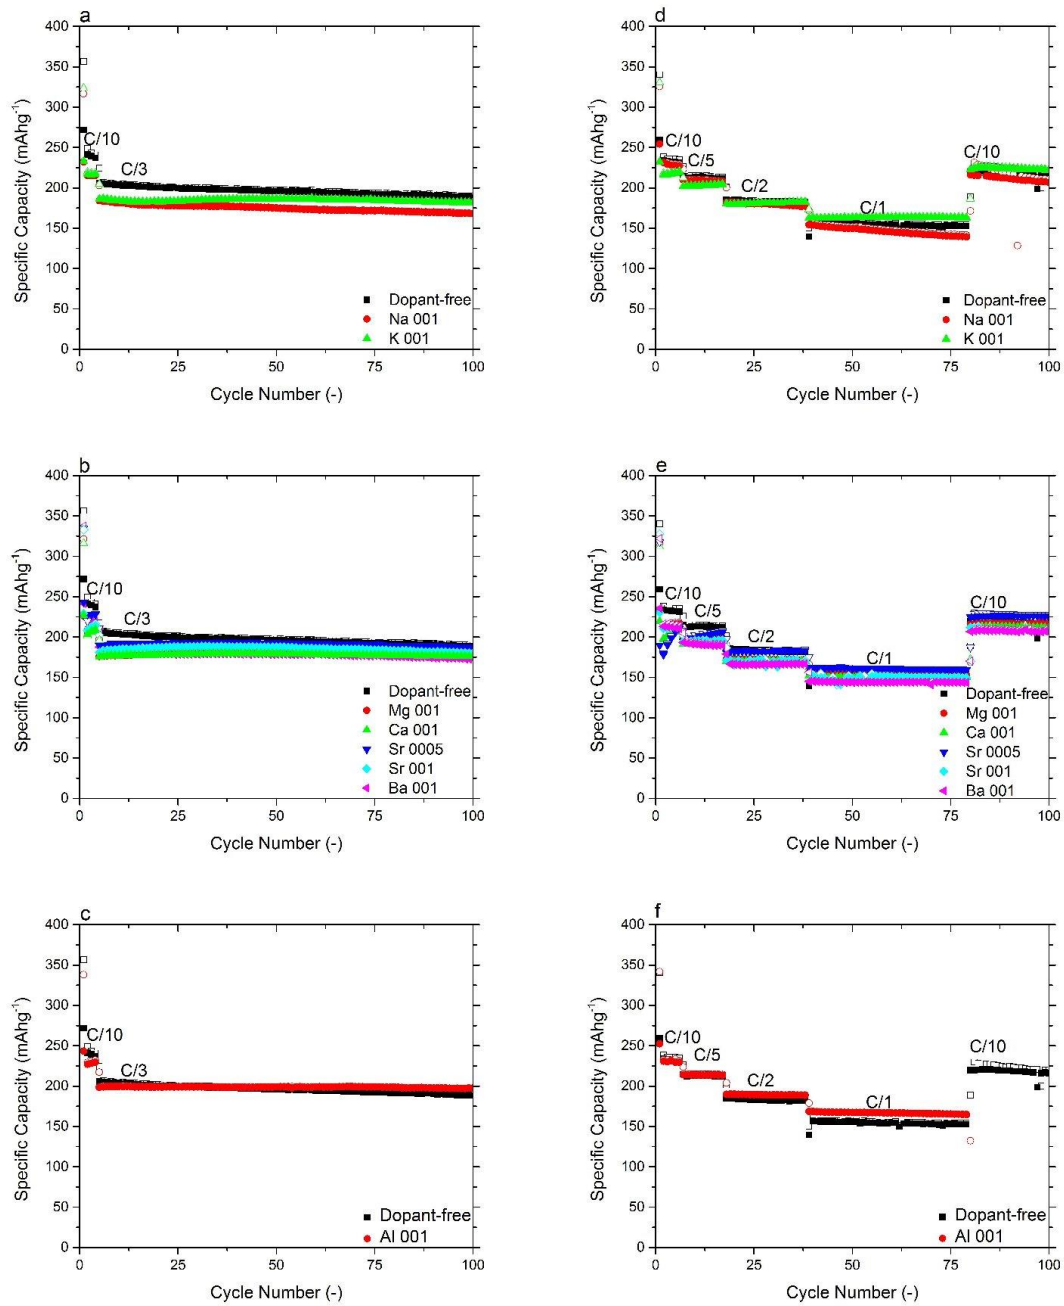 a
400
350
300
250
200
150
100
50
0
Specific Capacity (mAhg⁻¹)
C/10
C/3
Dopant-free
Na 001
K 001
0 25 50 75 100
Cycle Number (-)
d
400
350
300
250
200
150
100
50
0
Specific Capacity (mAhg⁻¹)
C/10
C/5
C/2
C/1
C/10
Dopant-free
Na 001
K 001
0 25 50 75 100
Cycle Number (-)
b
400
350
300
250
200
150
100
50
0
Specific Capacity (mAhg⁻¹)
C/10
C/3
Dopant-free
Mg 001
Ca 001
Sr 0005
Sr 001
Ba 001
0 25 50 75 100
Cycle Number (-)
e
400
350
300
250
200
150
100
50
0
Specific Capacity (mAhg⁻¹)
C/10
C/5
C/2
C/1
C/10
Dopant-free
Mg 001
Ca 001
Sr 0005
Sr 001
Ba 001
0 25 50 75 100
Cycle Number (-)
c
400
350
300
250
200
150
100
50
0
Specific Capacity (mAhg⁻¹)
C/10
C/3
Dopant-free
Al 001
0 25 50 75 100
Cycle Number (-)
f
400
350
300
250
200
150
100
50
0
Specific Capacity (mAhg⁻¹)
C/10
C/5
C/2
C/1
C/10
Dopant-free
Al 001
0 25 50 75 100
Cycle Number (-)